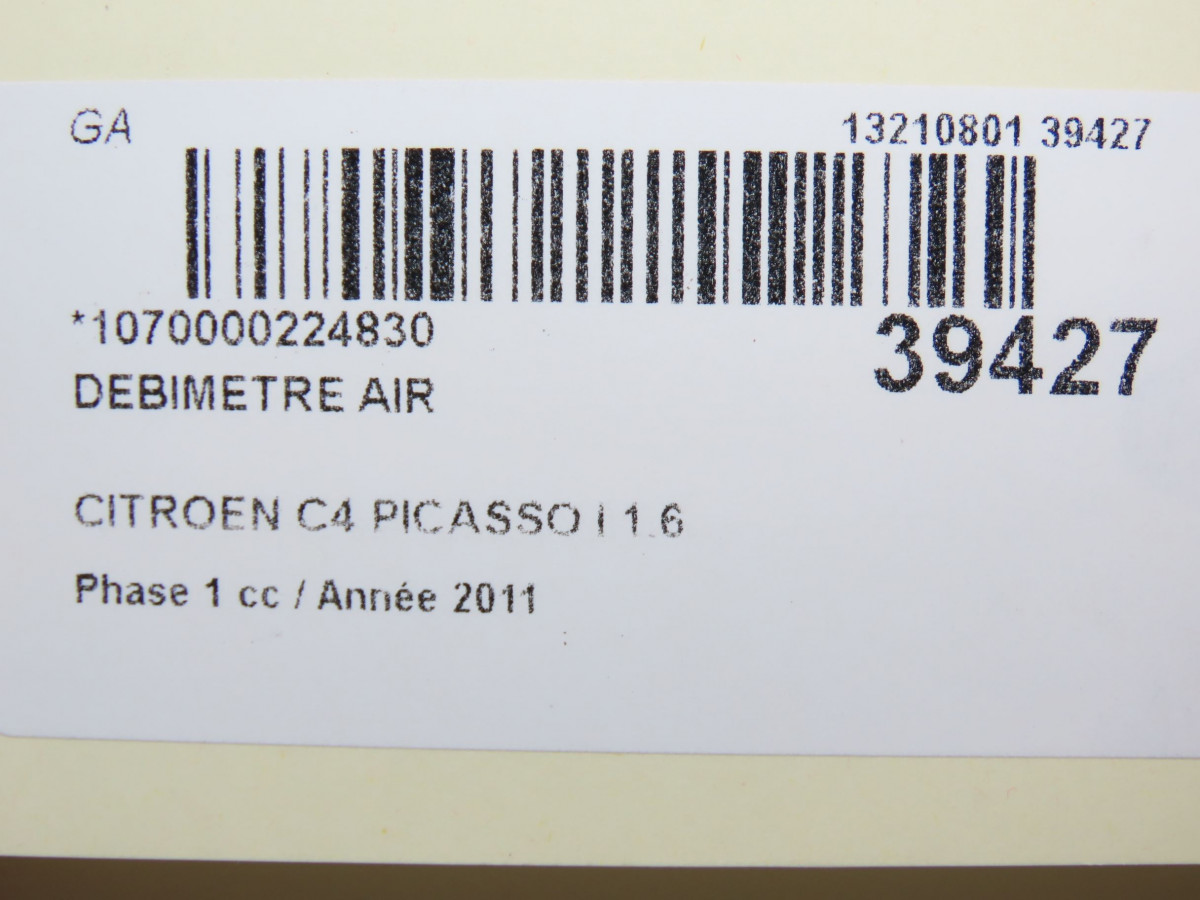 GA
13210801 39427
*1070000224830
39427
DEBIMETRE AIR
CITROEN C4 PICASSO I 1.6
Phase 1 cc / Année 2011